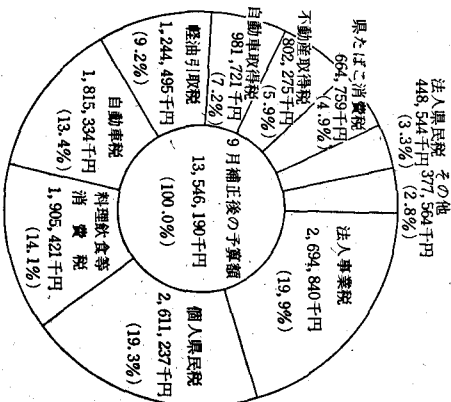 9月補正後の予算額
13,546,190千円
(100.0%)
法人事業税
2,694,840千円
(19.9%)
個人県民税
2,611,237千円
(19.3%)
料理飲食等
消費税
1,905,421千円
(14.1%)
自動車税
1,815,334千円
(13.4%)
軽油引取税
1,244,495千円
(9.2%)
自動車取得税
981,721千円
(7.2%)
不動産取得税
802,275千円
(5.9%)
県たばこ消費税
664,759千円
(4.9%)
法人県民税
448,544千円
(3.3%)
その他
377,564千円
(2.8%)